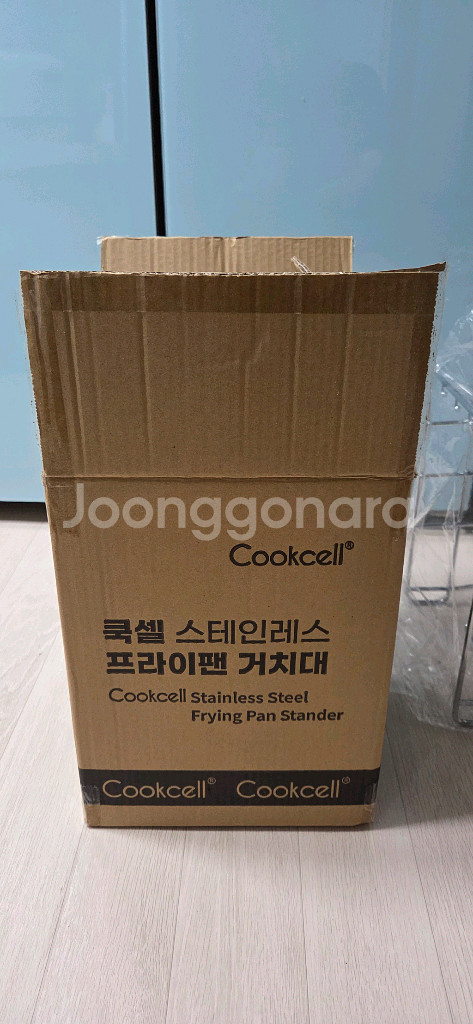 Joonggonara
Cookcell®
쿡셀 스테인레스
프라이팬 거치대
Cookcell Stainless Steel
Frying Pan Stander
Cookcell® Cookcell®